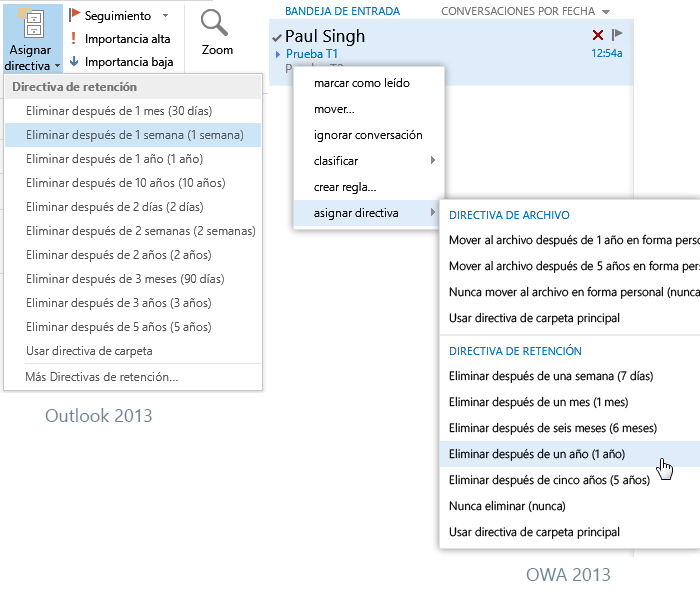 Asignar
directiva
Seguimiento
Importancia alta
Importancia baja
Zoom
Directiva de retención
Eliminar después de 1 mes (30 días)
Eliminar después de 1 semana (1 semana)
Eliminar después de 1 año (1 año)
Eliminar después de 10 años (10 años)
Eliminar después de 2 días (2 días)
Eliminar después de 2 semanas (2 semanas)
Eliminar después de 2 años (2 años)
Eliminar después de 3 meses (90 días)
Eliminar después de 3 años (3 años)
Eliminar después de 5 años (5 años)
Usar directiva de carpeta
Más Directivas de retención...
Outlook 2013
BANDEJA DE ENTRADA
CONVERSACIONES POR FECHA
Paul Singh
Prueba T1
12:54a
marcar como leído
mover...
ignorar conversación
clasificar
crear regla...
asignar directiva
DIRECTIVA DE ARCHIVO
Mover al archivo después de 1 año en forma perso
Mover al archivo después de 5 años en forma per
Nunca mover al archivo en forma personal (nunca
Usar directiva de carpeta principal
DIRECTIVA DE RETENCIÓN
Eliminar después de una semana (7 días)
Eliminar después de un mes (1 mes)
Eliminar después de seis meses (6 meses)
Eliminar después de un año (1 año)
Eliminar después de cinco años (5 años)
Nunca eliminar (nunca)
Usar directiva de carpeta principal
OWA 2013